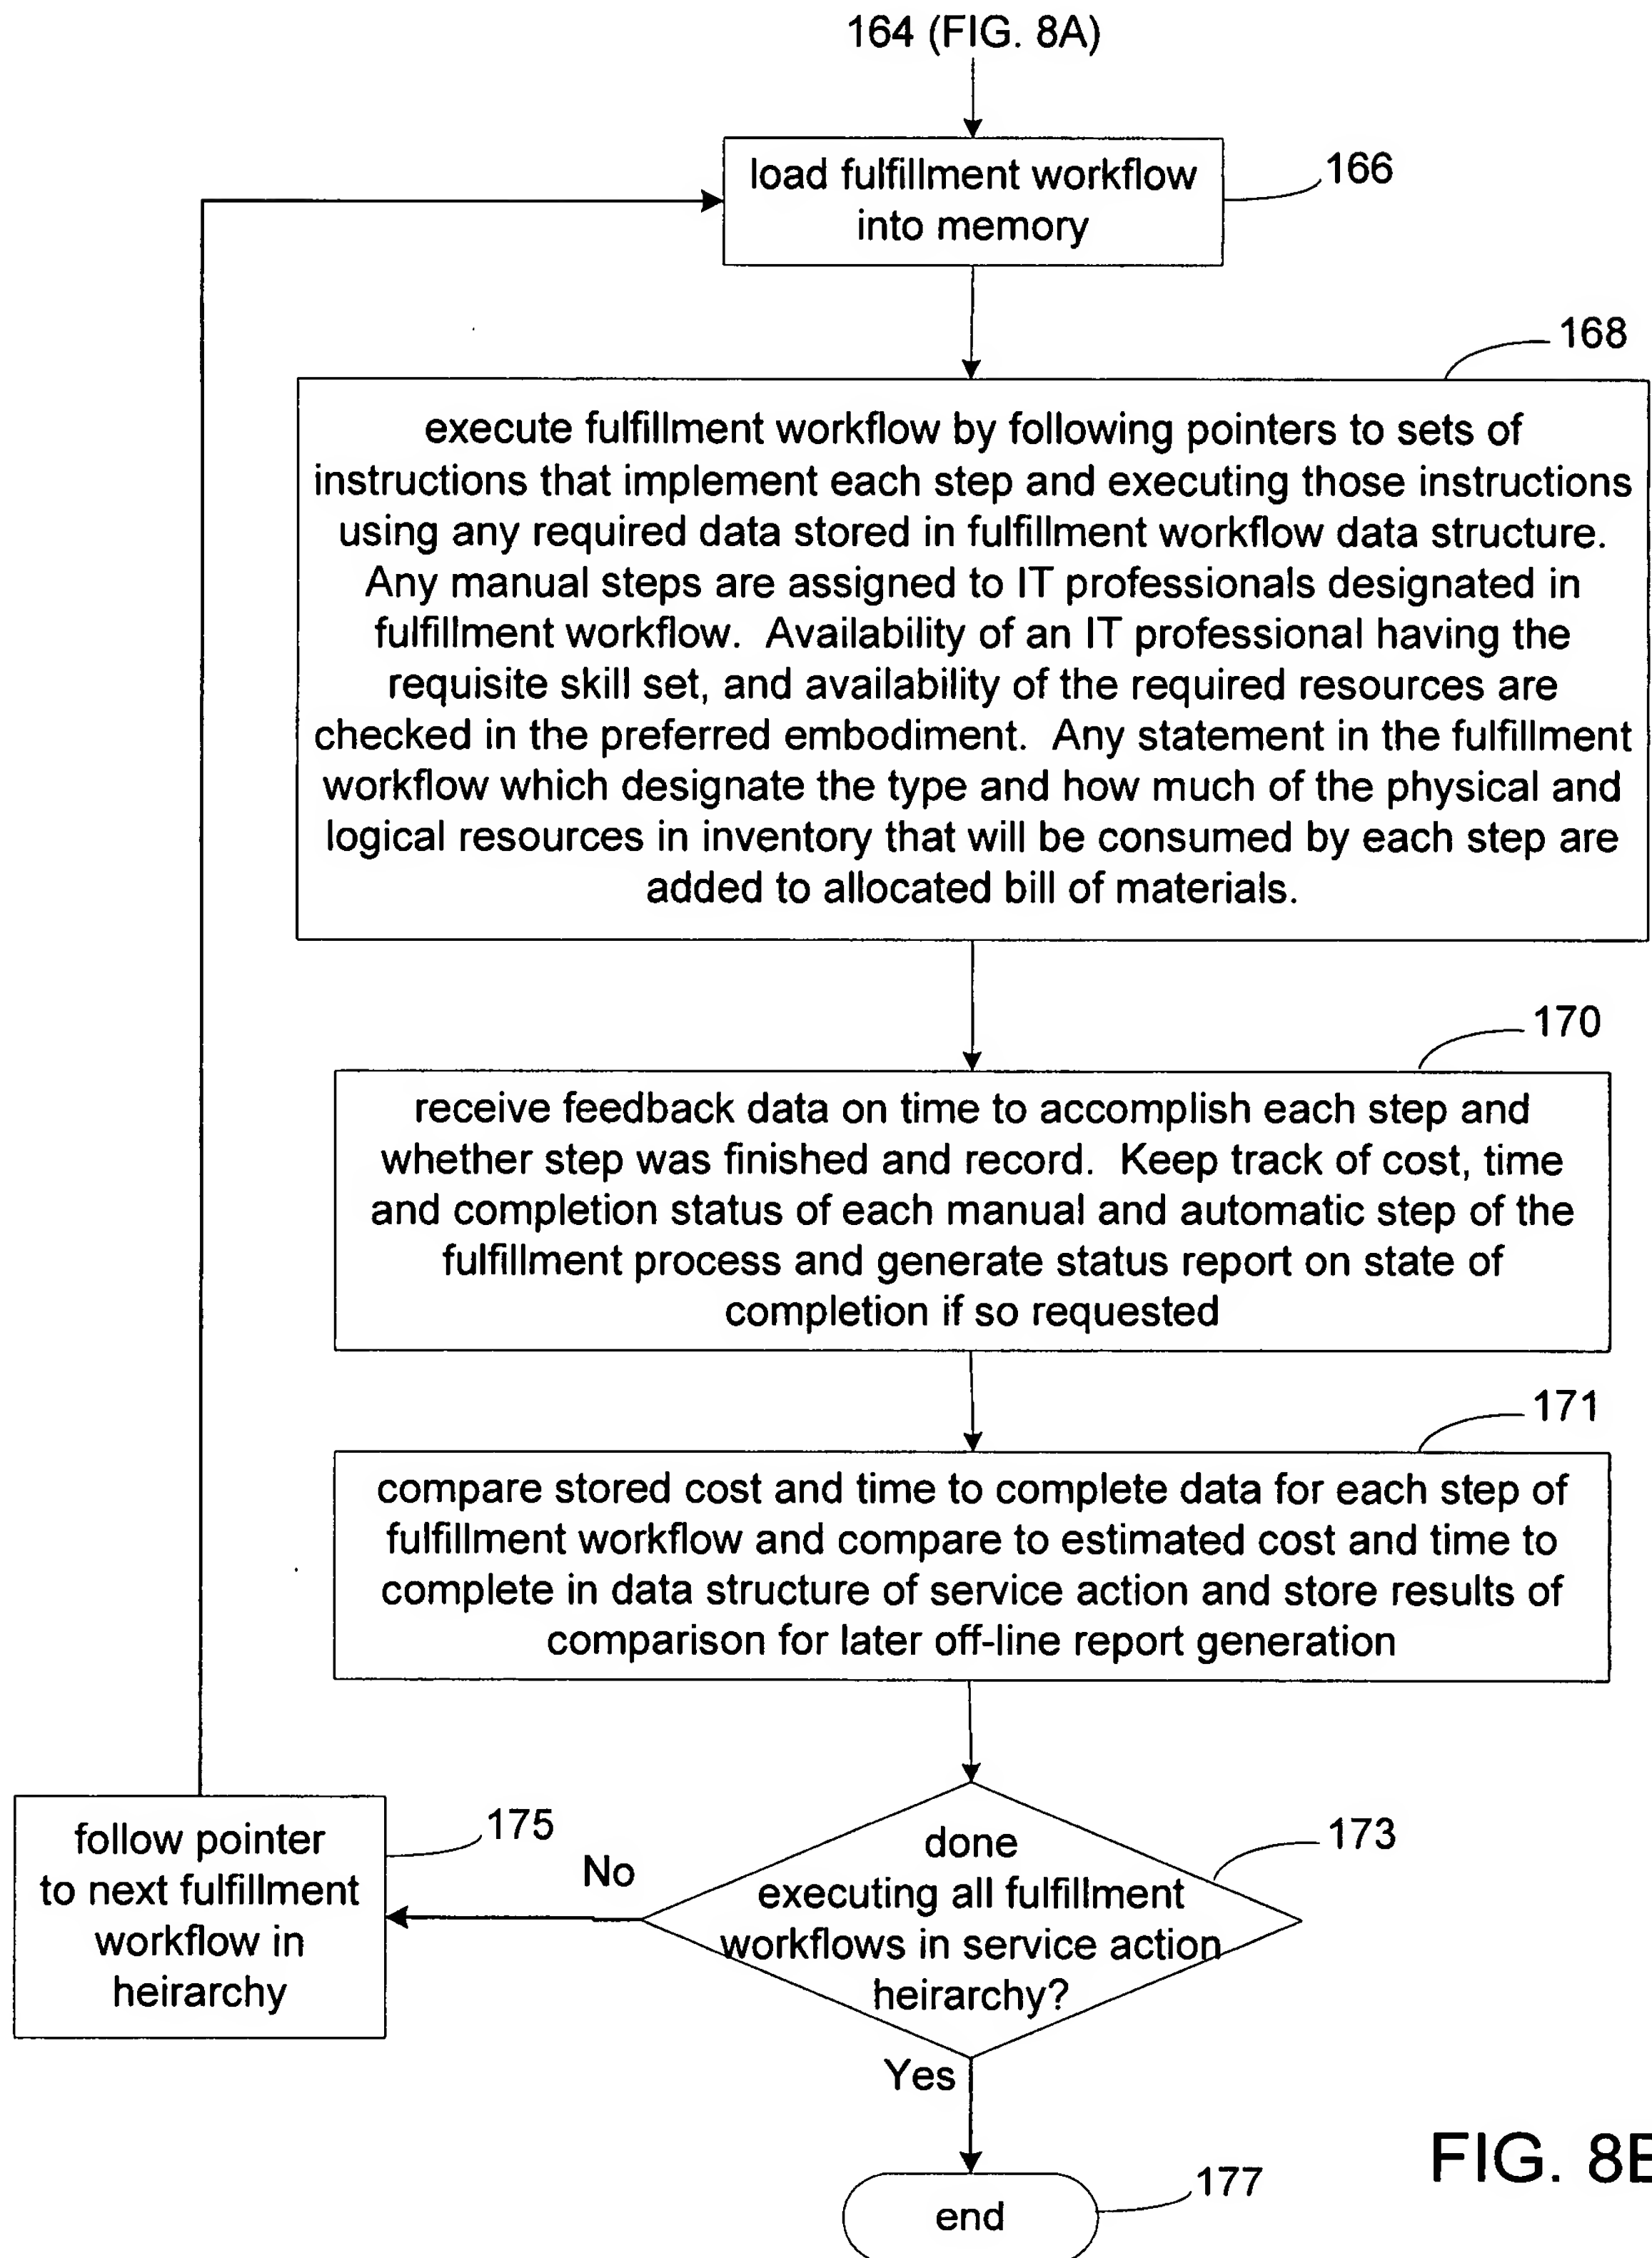 164 (FIG. 8A)
load fulfillment workflow
into memory
166
168
execute fulfillment workflow by following pointers to sets of
instructions that implement each step and executing those instructions
using any required data stored in fulfillment workflow data structure.
Any manual steps are assigned to IT professionals designated in
fulfillment workflow. Availability of an IT professional having the
requisite skill set, and availability of the required resources are
checked in the preferred embodiment. Any statement in the fulfillment
workflow which designate the type and how much of the physical and
logical resources in inventory that will be consumed by each step are
added to allocated bill of materials.
170
receive feedback data on time to accomplish each step and
whether step was finished and record. Keep track of cost, time
and completion status of each manual and automatic step of the
fulfillment process and generate status report on state of
completion if so requested
171
compare stored cost and time to complete data for each step of
fulfillment workflow and compare to estimated cost and time to
complete in data structure of service action and store results of
comparison for later off-line report generation
follow pointer
to next fulfillment
workflow in
heirarchy
175
No
done
executing all fulfillment
workflows in service action
heirarchy?
173
Yes
end
177
FIG. 8B